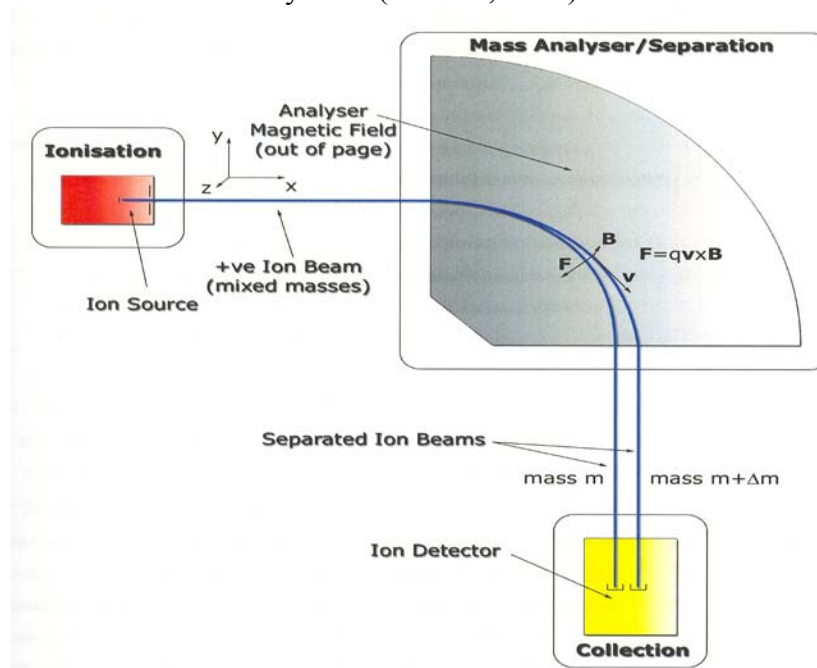 Mass Analyser/Separation
Analyser
Magnetic Field
(out of page)
Ionisation
y
z
x
B
F
F=qvxB
v
+ve Ion Beam
(mixed masses)
Ion Source
Separated Ion Beams
mass m
mass m+Δm
Ion Detector
Collection